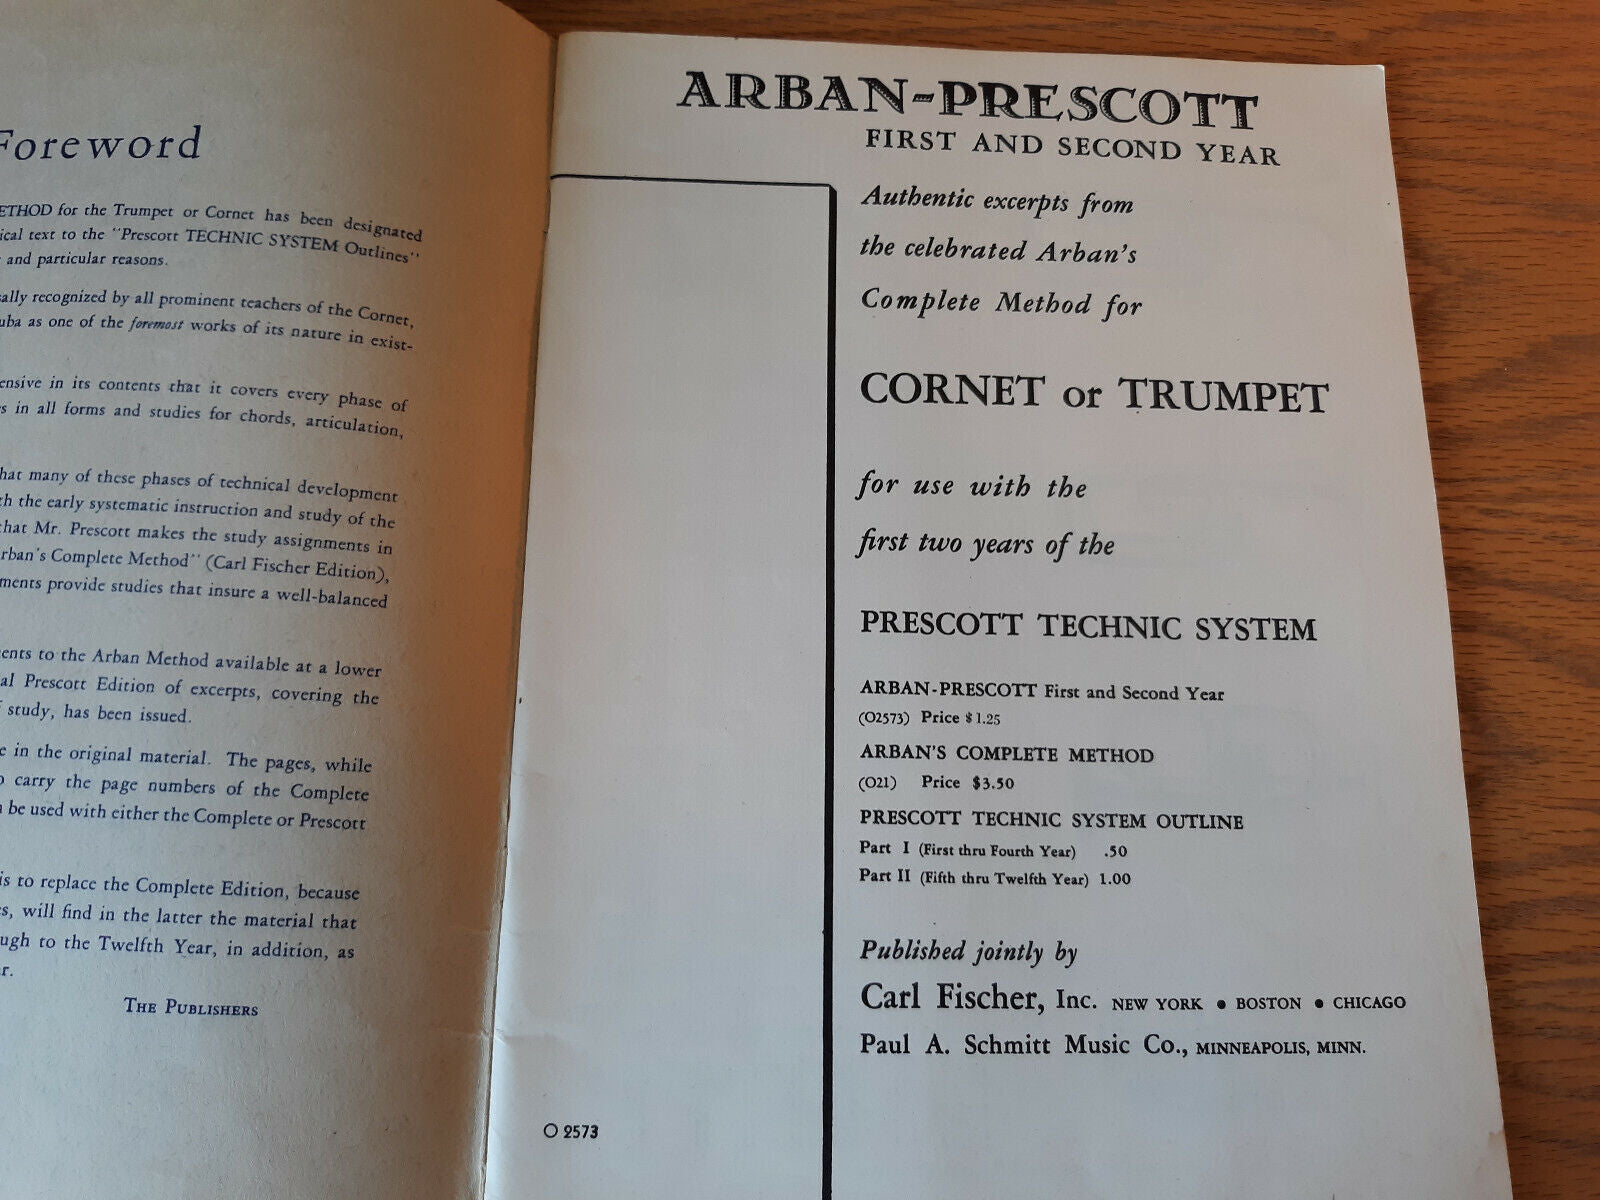 Foreword
METHOD for the Trumpet or Cornet has been designated
text to the "Prescott TECHNIC SYSTEM Outlines"
and particular reasons.
recognized by all prominent teachers of the Cornet,
as one of the foremost works of its nature in exist-
in its contents that it covers every phase of
in all forms and studies for chords, articulation,
that many of these phases of technical development
the early systematic instruction and study of the
that Mr. Prescott makes the study assignments in
Arban's Complete Method" (Carl Fischer Edition),
provide studies that insure a well-balanced
to the Arban Method available at a lower
Prescott Edition of excerpts, covering the
study, has been issued.
in the original material. The pages, while
carry the page numbers of the Complete
be used with either the Complete or Prescott
is to replace the Complete Edition, because
will find in the latter the material that
to the Twelfth Year, in addition, as
THE PUBLISHERS
ARBAN-PRESCOTT
FIRST AND SECOND YEAR
Authentic excerpts from
the celebrated Arban's
Complete Method for
CORNET or TRUMPET
for use with the
first two years of the
PRESCOTT TECHNIC SYSTEM
ARBAN-PRESCOTT First and Second Year
(O2573) Price $1.25
ARBAN'S COMPLETE METHOD
(O21) Price $3.50
PRESCOTT TECHNIC SYSTEM OUTLINE
Part I (First thru Fourth Year) .50
Part II (Fifth thru Twelfth Year) 1.00
Published jointly by
Carl Fischer, Inc. NEW YORK • BOSTON • CHICAGO
Paul A. Schmitt Music Co., MINNEAPOLIS, MINN.
O 2573